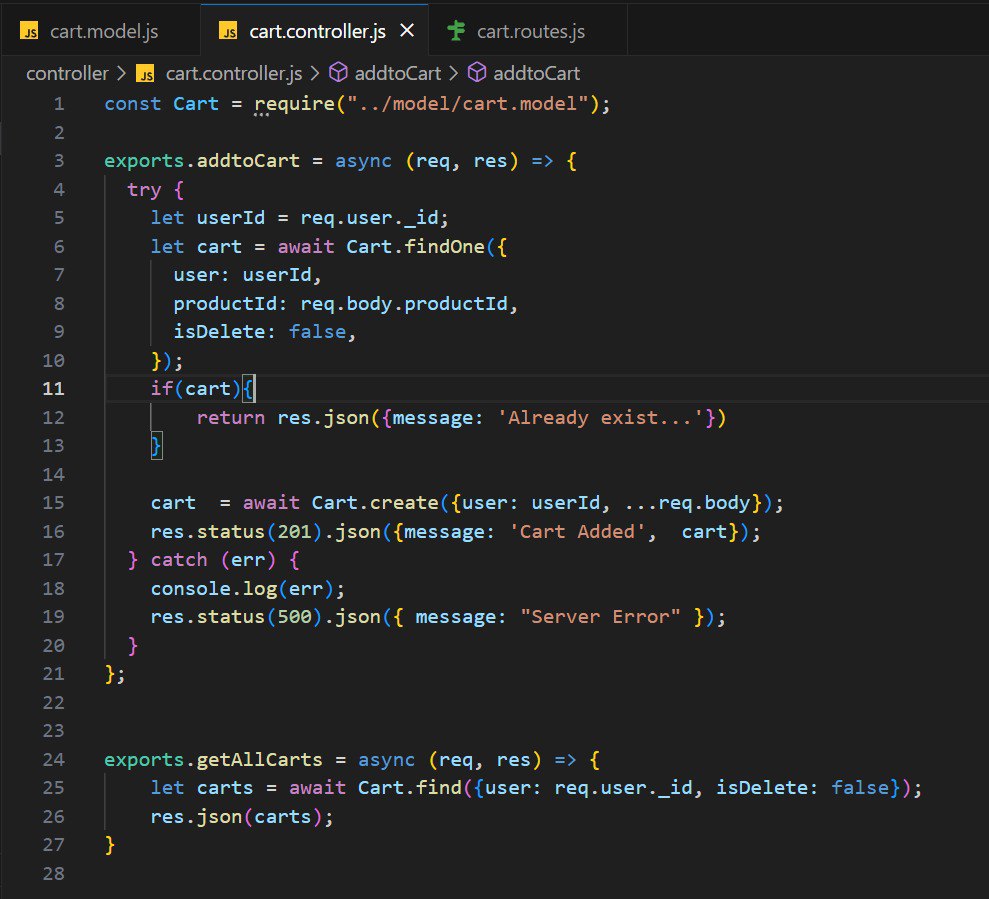 JS cart.model.js JS cart.controller.js × cart.routes.js
controller > JS cart.controller.js > addtoCart > addtoCart
1 const Cart = require("../model/cart.model");
2
3 exports.addtoCart = async (req, res) => {
4   try {
5     let userId = req.user._id;
6     let cart = await Cart.findOne({
7       user: userId,
8       productId: req.body.productId,
9       isDelete: false,
10     });
11     if(cart){
12         return res.json({message: 'Already exist...'})
13     }
14
15     cart  = await Cart.create({user: userId, ...req.body});
16     res.status(201).json({message: 'Cart Added',  cart});
17   } catch (err) {
18     console.log(err);
19     res.status(500).json({ message: "Server Error" });
20   }
21 };
22
23
24 exports.getAllCarts = async (req, res) => {
25     let carts = await Cart.find({user: req.user._id, isDelete: false});
26     res.json(carts);
27 }
28